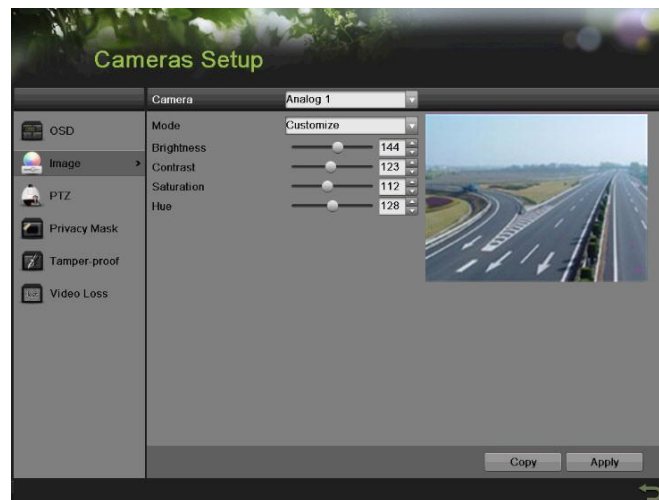 Cameras Setup
Camera Analog 1
OSD
Image
PTZ
Privacy Mask
Tamper-proof
Video Loss
Mode Customize
Brightness 144
Contrast 123
Saturation 112
Hue 128
Copy Apply